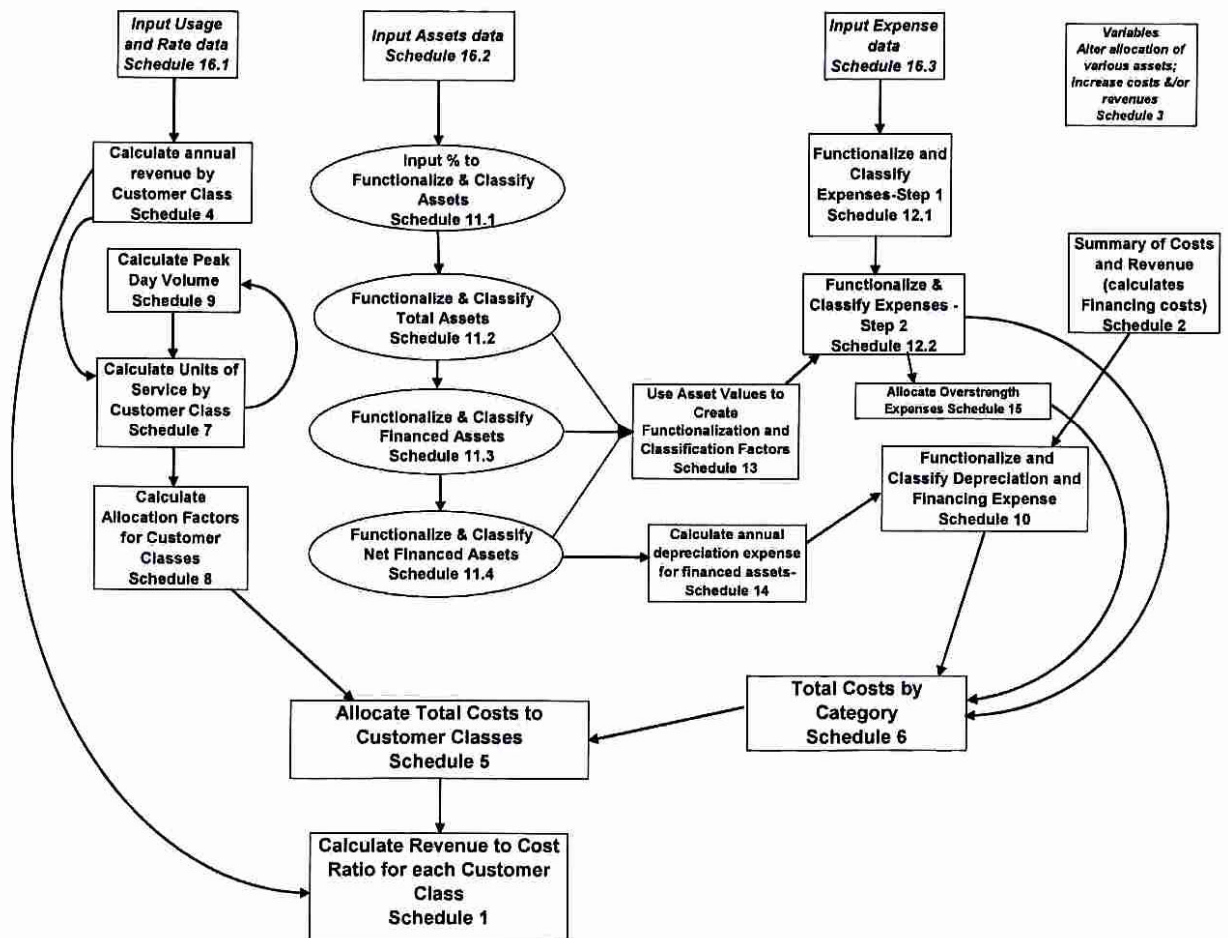 Input Usage
and Rate data
Schedule 16.1
Input Assets data
Schedule 16.2
Input Expense
data
Schedule 16.3
Variables
Alter allocation of
various assets;
increase costs &/or
revenues
Schedule 3
Calculate annual
revenue by
Customer Class
Schedule 4
Input % to
Functionalize & Classify
Assets
Schedule 11.1
Functionalize and
Classify
Expenses-Step 1
Schedule 12.1
Calculate Peak
Day Volume
Schedule 9
Functionalize & Classify
Total Assets
Schedule 11.2
Functionalize &
Classify Expenses -
Step 2
Schedule 12.2
Summary of Costs
and Revenue
(calculates
Financing costs)
Schedule 2
Calculate Units of
Service by
Customer Class
Schedule 7
Functionalize & Classify
Financed Assets
Schedule 11.3
Use Asset Values to
Create
Functionalization and
Classification Factors
Schedule 13
Allocate Overstrength
Expenses Schedule 15
Functionalize and
Classify Depreciation and
Financing Expense
Schedule 10
Calculate
Allocation Factors
for Customer
Classes
Schedule 8
Functionalize & Classify
Net Financed Assets
Schedule 11.4
Calculate annual
depreciation expense
for financed assets-
Schedule 14
Allocate Total Costs to
Customer Classes
Schedule 5
Total Costs by
Category
Schedule 6
Calculate Revenue to Cost
Ratio for each Customer
Class
Schedule 1